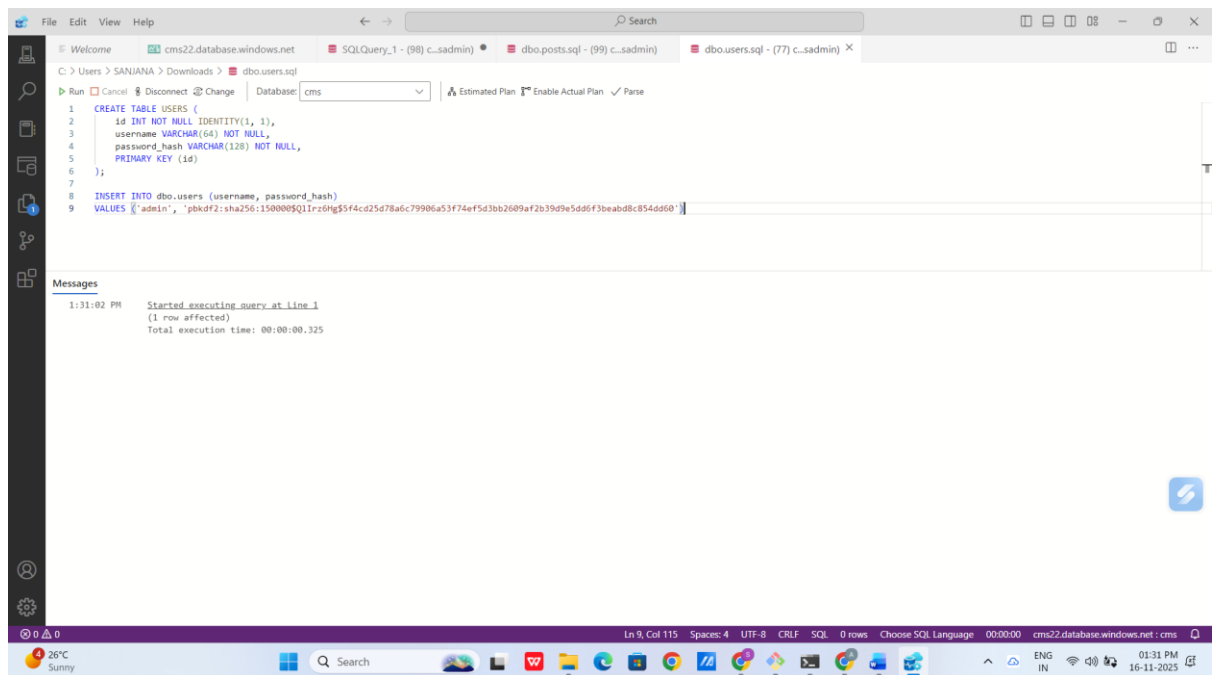 File Edit View Help
Search
Welcome
cms22.database.windows.net
SQLQuery_1 - (98) c...sadmin)
dbo.posts.sql - (99) c...sadmin)
dbo.users.sql - (77) c...sadmin)
C: > Users > SANJANA > Downloads > dbo.users.sql
Run Cancel Disconnect Change Database: cms Estimated Plan Enable Actual Plan Parse
1 CREATE TABLE USERS (
2 id INT NOT NULL IDENTITY(1, 1),
3 username VARCHAR(64) NOT NULL,
4 password_hash VARCHAR(128) NOT NULL,
5 PRIMARY KEY (id)
6 );
7
8 INSERT INTO dbo.users (username, password_hash)
9 VALUES ('admin', 'pbkdf2:sha256:150000$QlIrz6Hg$5f4cd25d78a6c79906a53f74ef5d3bb2609af2b39d9e5dd6f3beabd8c854dd60')
Messages
1:31:02 PM Started executing query at Line 1
(1 row affected)
Total execution time: 00:00:00.325
1
0 0 Ln 9, Col 115 Spaces: 4 UTF-8 CRLF SQL 0 rows Choose SQL Language 00:00:00 cms22.database.windows.net : cms
4 26°C
Sunny
Search
ENG
IN
01:31 PM
16-11-2025